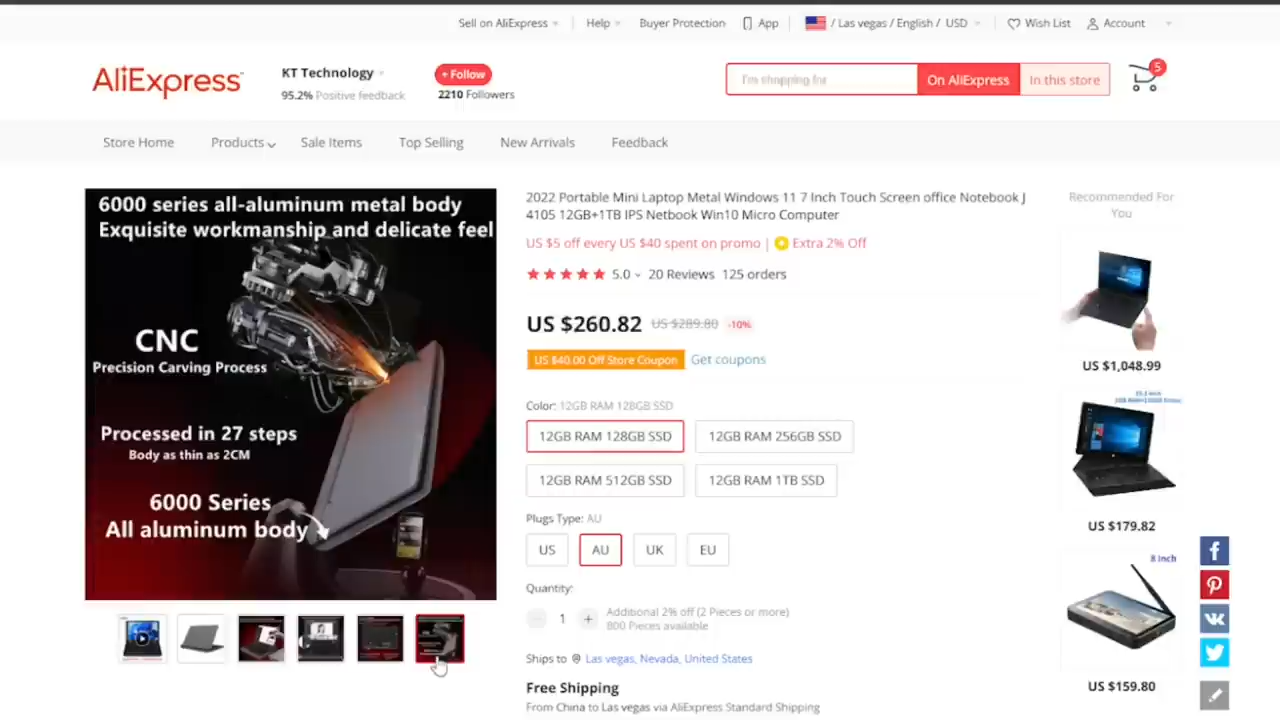 Sell on AliExpress
Help
Buyer Protection
App
/ Las vegas / English / USD
Wish List
Account
AliExpress
KT Technology
95.2% Positive feedback
+ Follow
2210 Followers
I'm shopping for
On AliExpress
In this store
5
Store Home
Products
Sale Items
Top Selling
New Arrivals
Feedback
6000 series all-aluminum metal body
Exquisite workmanship and delicate feel
CNC
Precision Carving Process
Processed in 27 steps
Body as thin as 2CM
6000 Series
All aluminum body
2022 Portable Mini Laptop Metal Windows 11 7 Inch Touch Screen office Notebook J
4105 12GB+1TB IPS Netbook Win10 Micro Computer
US $5 off every US $40 spent on promo | Extra 2% Off
5.0 20 Reviews 125 orders
US $260.82 US $289.80 -10%
US $40.00 Off Store Coupon Get coupons
Color: 12GB RAM 128GB SSD
12GB RAM 128GB SSD
12GB RAM 256GB SSD
12GB RAM 512GB SSD
12GB RAM 1TB SSD
Plugs Type: AU
US
AU
UK
EU
Quantity:
1
Additional 2% off (2 Pieces or more)
800 Pieces available
Ships to Las vegas, Nevada, United States
Free Shipping
From China to Las vegas via AliExpress Standard Shipping
Recommended For
You
US $1,048.99
US $179.82
8 Inch
US $159.80